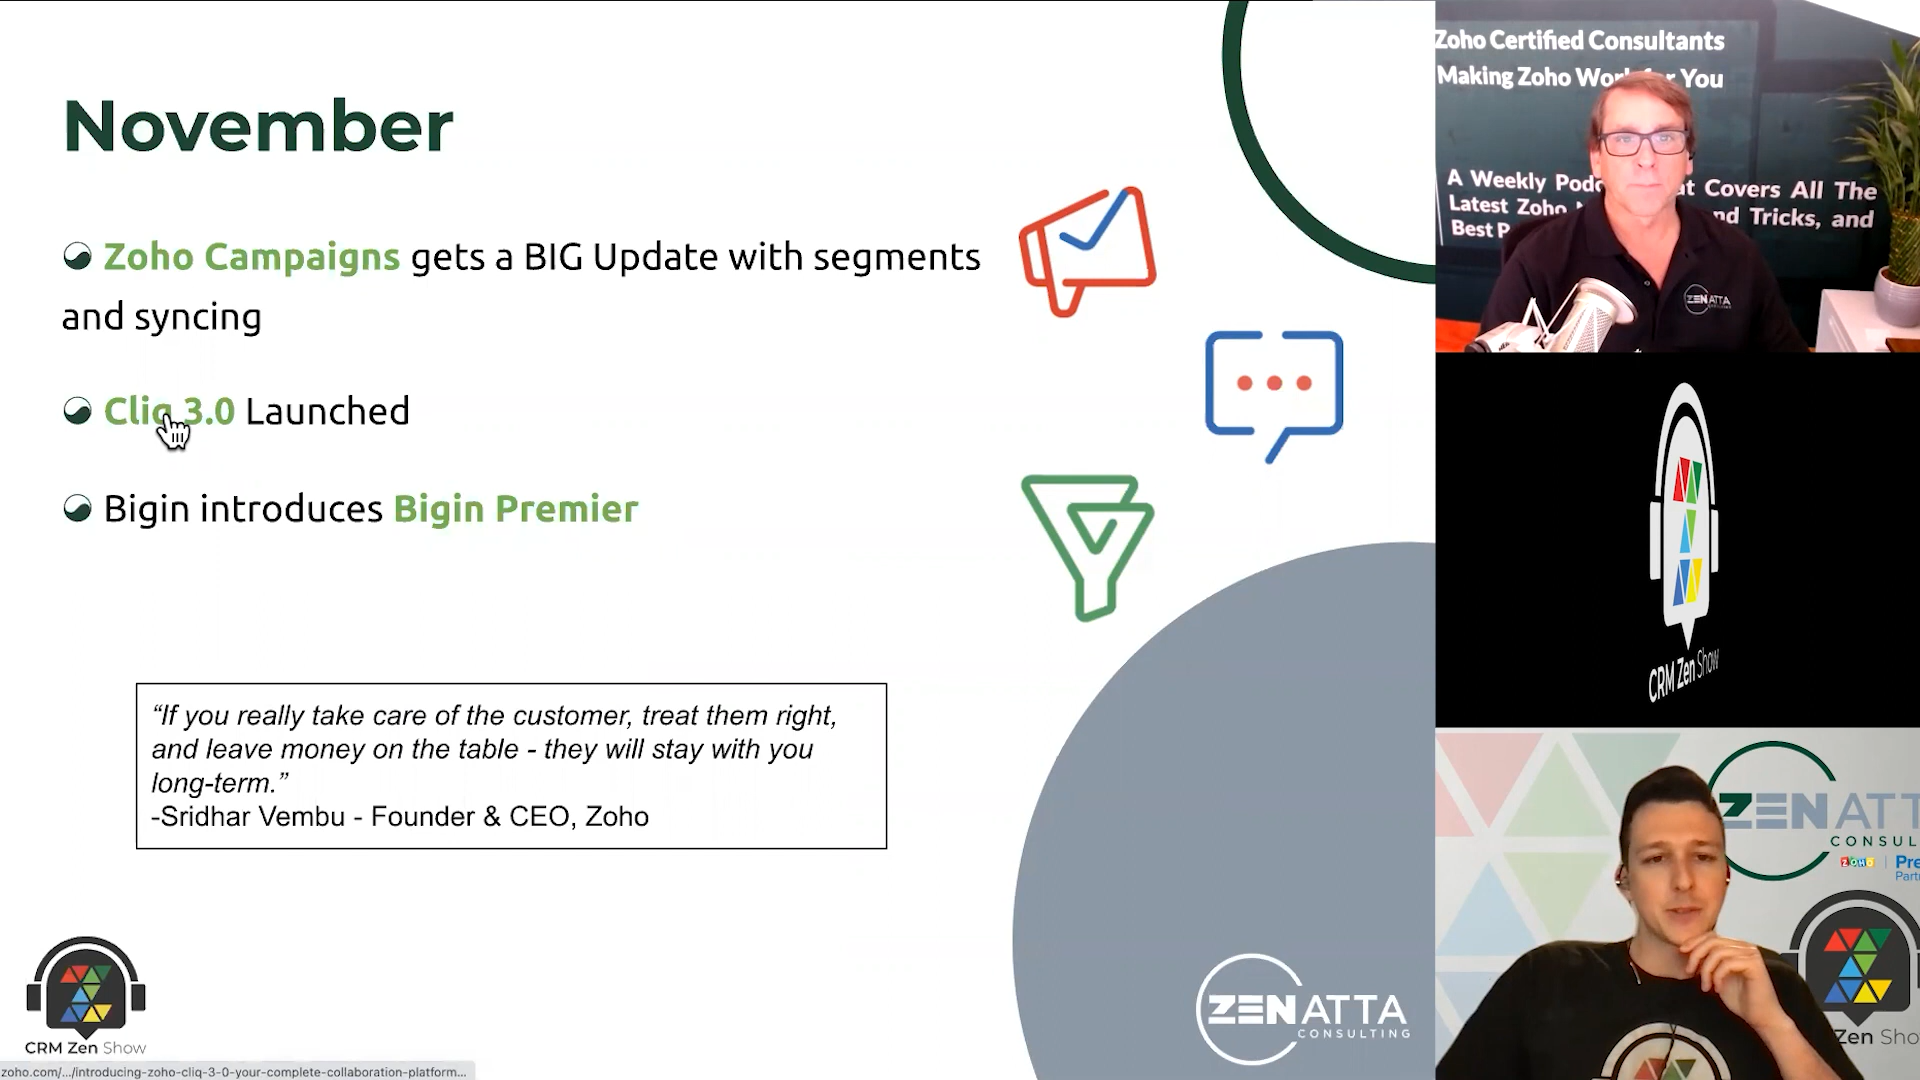 November
Zoho Campaigns gets a BIG Update with segments
and syncing
Cliq 3.0 Launched
Bigin introduces Bigin Premier
“If you really take care of the customer, treat them right,
and leave money on the table - they will stay with you
long-term.”
-Sridhar Vembu - Founder & CEO, Zoho
CRM Zen Show
ZENATTA
CONSULTING
zoho.com/.../introducing-zoho-cliq-3-0-your-complete-collaboration-platform...
Zoho Certified Consultants
Making Zoho Work for You
A Weekly Covers All The
Latest Zoho Tricks, and
Best
ZENATTA
CRM Zen Show
ZENATT
CONSUL
ZOHO
Zen Sho